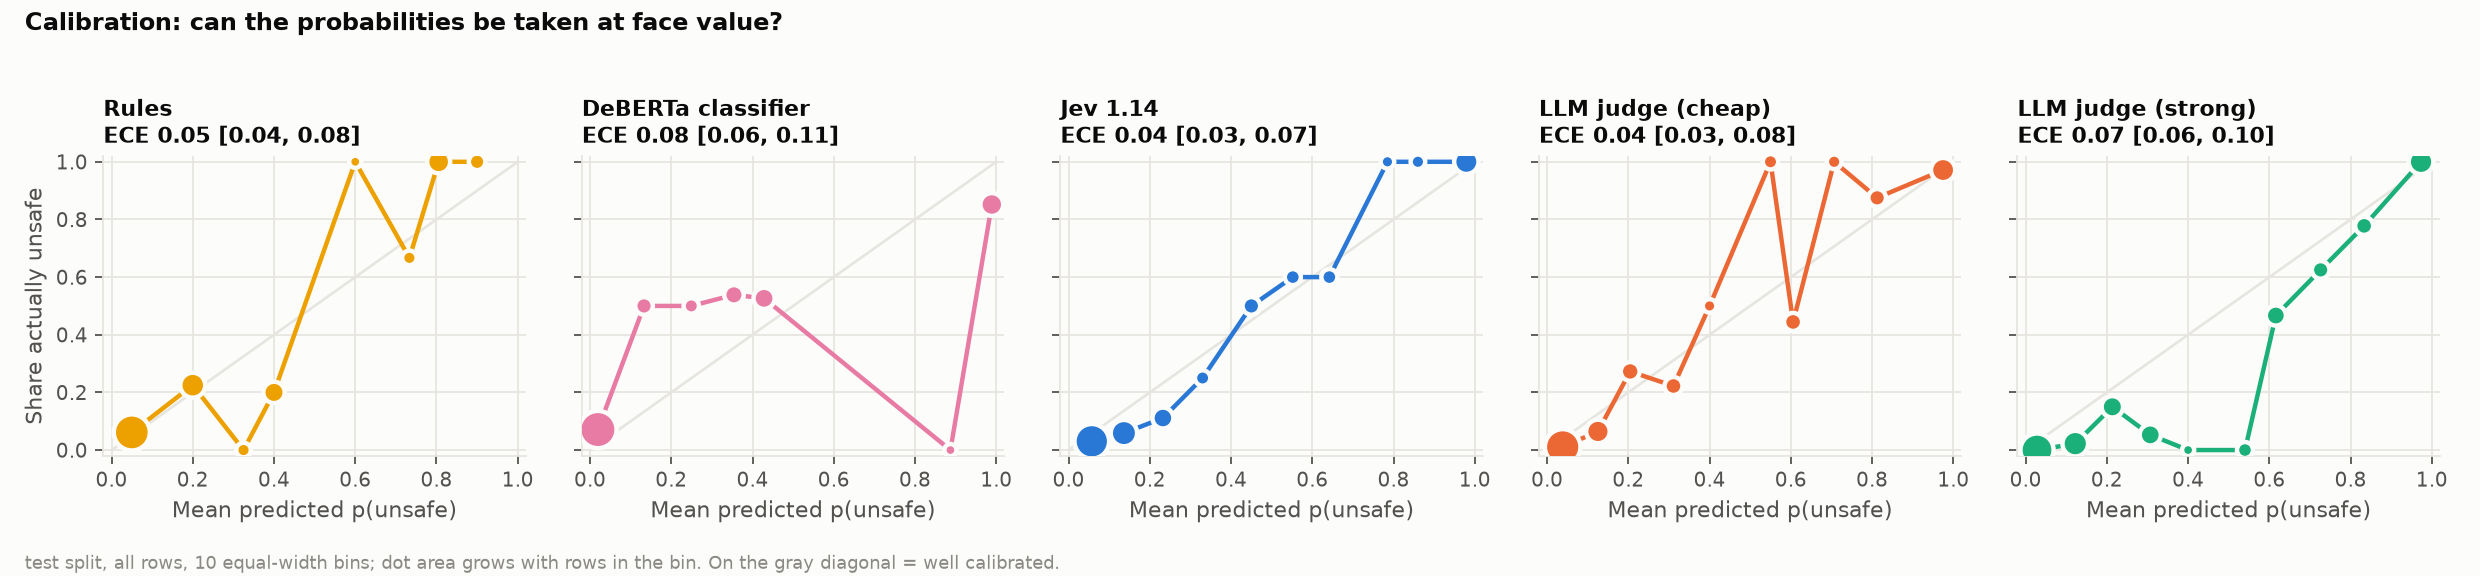 Calibration: can the probabilities be taken at face value?
Rules
ECE 0.05 [0.04, 0.08]
DeBERTa classifier
ECE 0.08 [0.06, 0.11]
Jev 1.14
ECE 0.04 [0.03, 0.07]
LLM judge (cheap)
ECE 0.04 [0.03, 0.08]
LLM judge (strong)
ECE 0.07 [0.06, 0.10]
Share actually unsafe
1.0
0.8
0.6
0.4
0.2
0.0
0.0 0.2 0.4 0.6 0.8 1.0
Mean predicted p(unsafe)
0.0 0.2 0.4 0.6 0.8 1.0
Mean predicted p(unsafe)
0.0 0.2 0.4 0.6 0.8 1.0
Mean predicted p(unsafe)
0.0 0.2 0.4 0.6 0.8 1.0
Mean predicted p(unsafe)
0.0 0.2 0.4 0.6 0.8 1.0
Mean predicted p(unsafe)
test split, all rows, 10 equal-width bins; dot area grows with rows in the bin. On the gray diagonal = well calibrated.